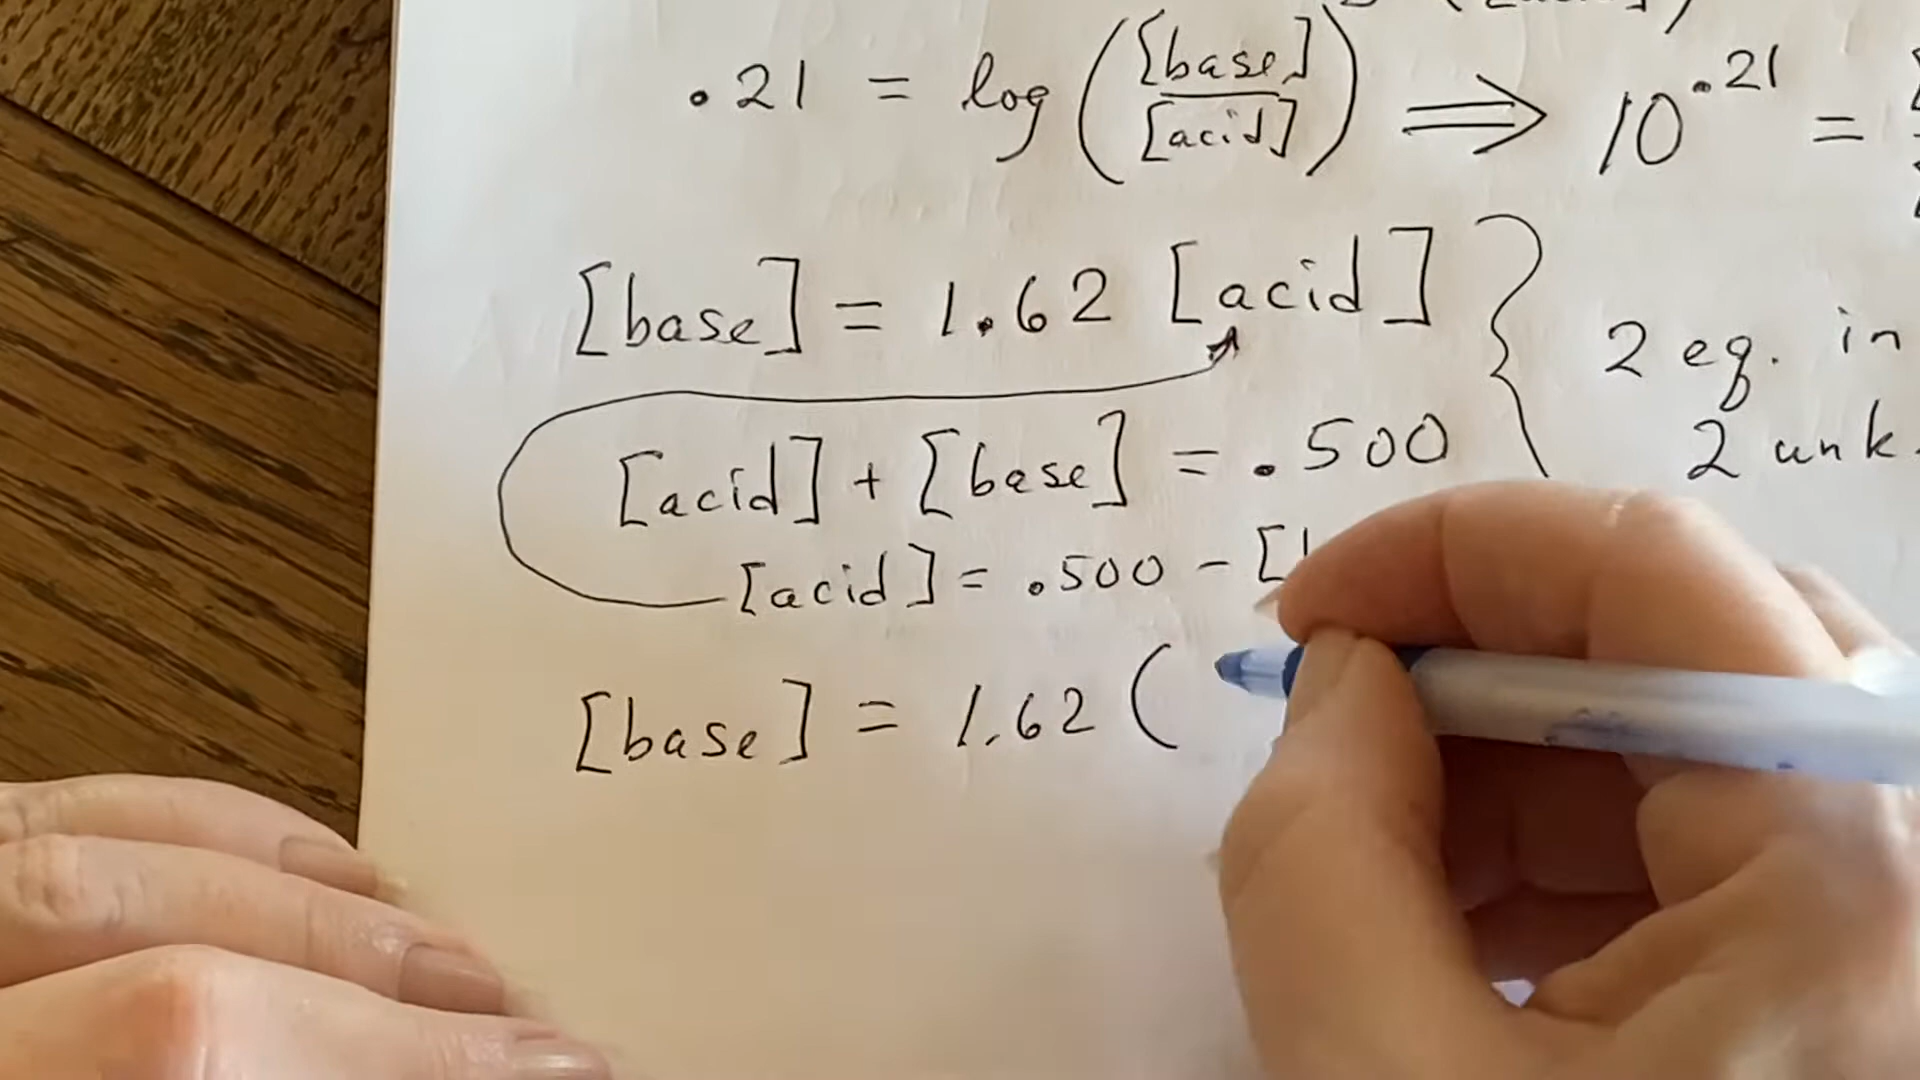 .21 = log([base]/[acid]) ⟹ 10^.21 =
[base] = 1.62 [acid]
2 eq. in
2 unk.
[acid] + [base] = .500
[acid] = .500 - [
[base] = 1.62 (